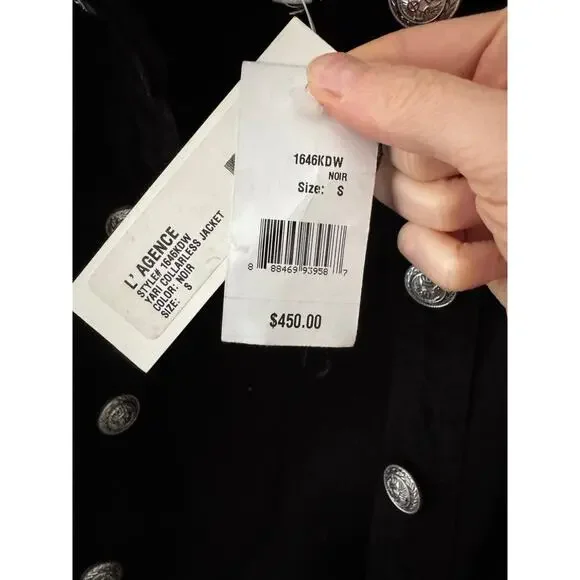 1646KDW
NOIR
Size: S
8 88469 93958 7
$450.00
L' AGENCE
STYLE# 1646KDW
YARI COLLARLESS JACKET
COLOR: NOIR
SIZE: S